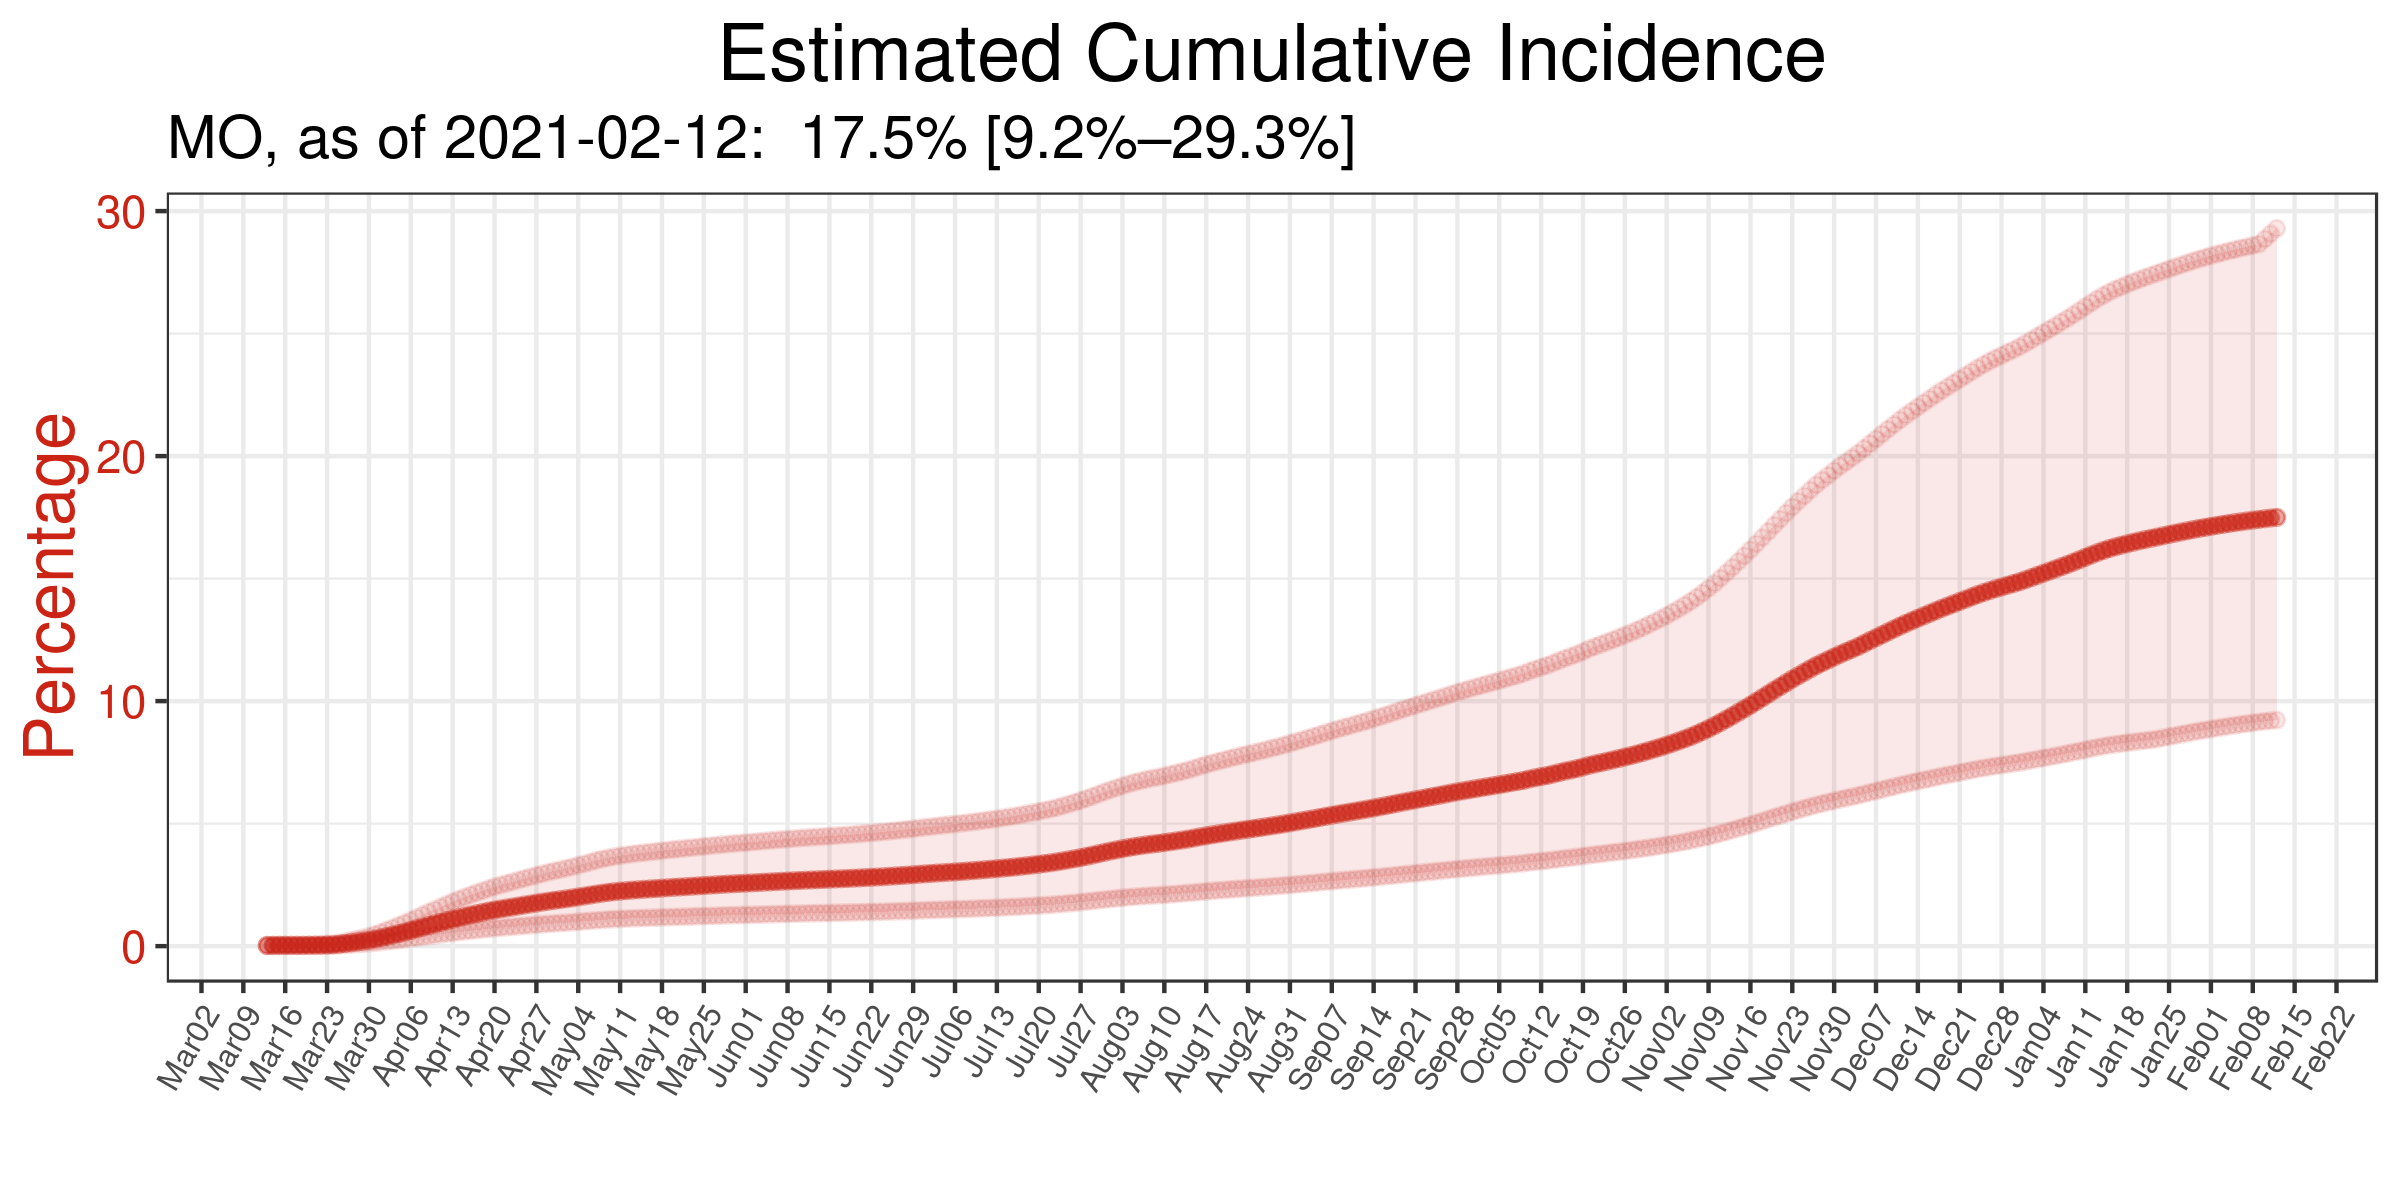 Estimated Cumulative Incidence
MO, as of 2021-02-12:  17.5% [9.2%–29.3%]
Percentage
30
20
10
0
Mar02
Mar09
Mar16
Mar23
Mar30
Apr06
Apr13
Apr20
Apr27
May04
May11
May18
May25
Jun01
Jun08
Jun15
Jun22
Jun29
Jul06
Jul13
Jul20
Jul27
Aug03
Aug10
Aug17
Aug24
Aug31
Sep07
Sep14
Sep21
Sep28
Oct05
Oct12
Oct19
Oct26
Nov02
Nov09
Nov16
Nov23
Nov30
Dec07
Dec14
Dec21
Dec28
Jan04
Jan11
Jan18
Jan25
Feb01
Feb08
Feb15
Feb22